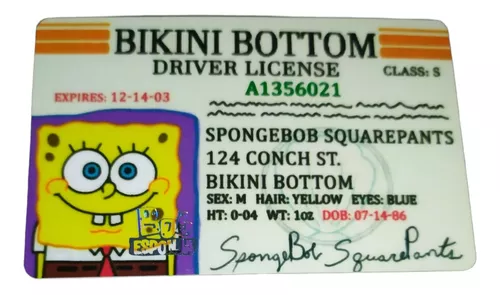 BIKINI BOTTOM
DRIVER LICENSE
CLASS: S
A1356021
EXPIRES: 12-14-03
SPONGEBOB SQUAREPANTS
124 CONCH ST.
BIKINI BOTTOM
SEX: M HAIR: YELLOW EYES: BLUE
HT: 0-04 WT: 1oz DOB: 07-14-86
SpongeBob SquarePants